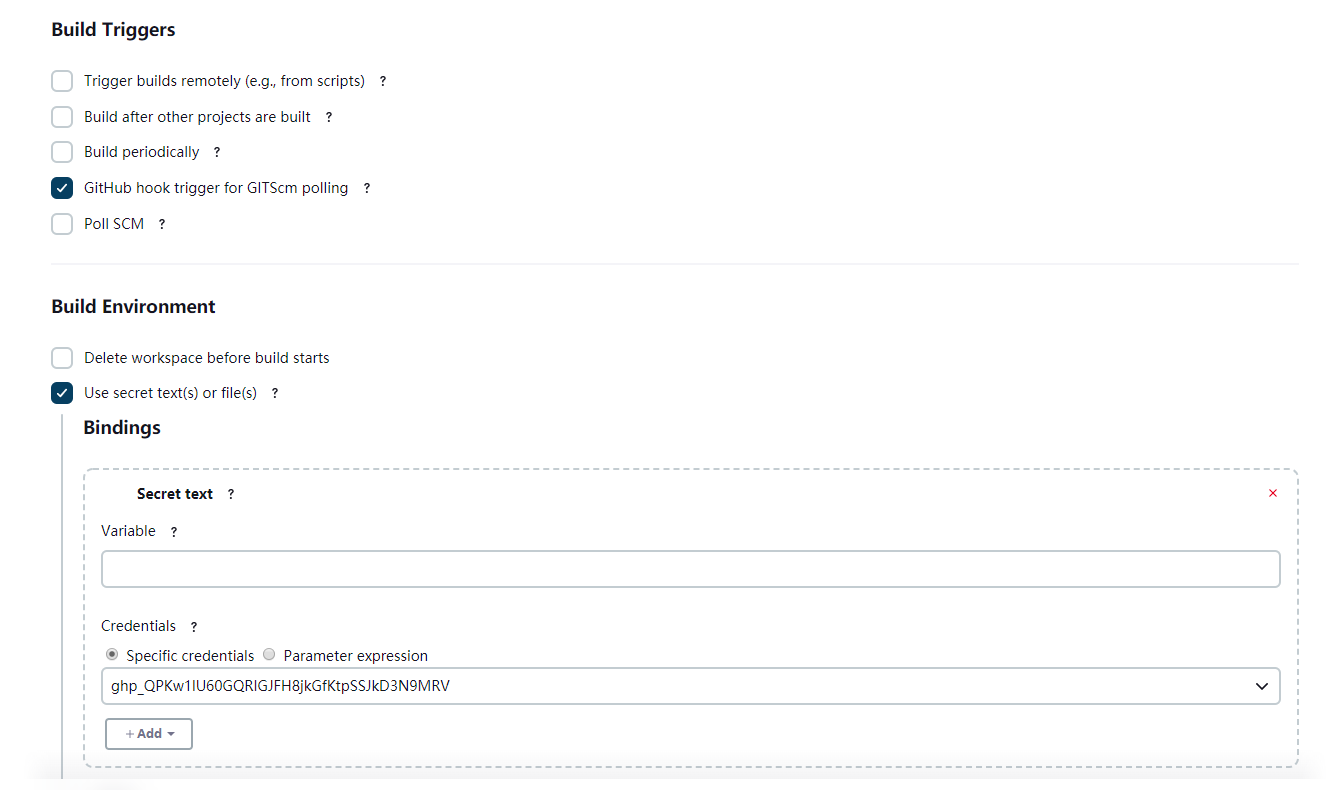 Build Triggers
Trigger builds remotely (e.g., from scripts) ?
Build after other projects are built ?
Build periodically ?
GitHub hook trigger for GITScm polling ?
Poll SCM ?
Build Environment
Delete workspace before build starts
Use secret text(s) or file(s) ?
Bindings
Secret text ?
Variable ?
Credentials ?
Specific credentials Parameter expression
ghp_QPKw1IU60GQRIGJFH8jkGfKtpSSJkD3N9MRV
+ Add